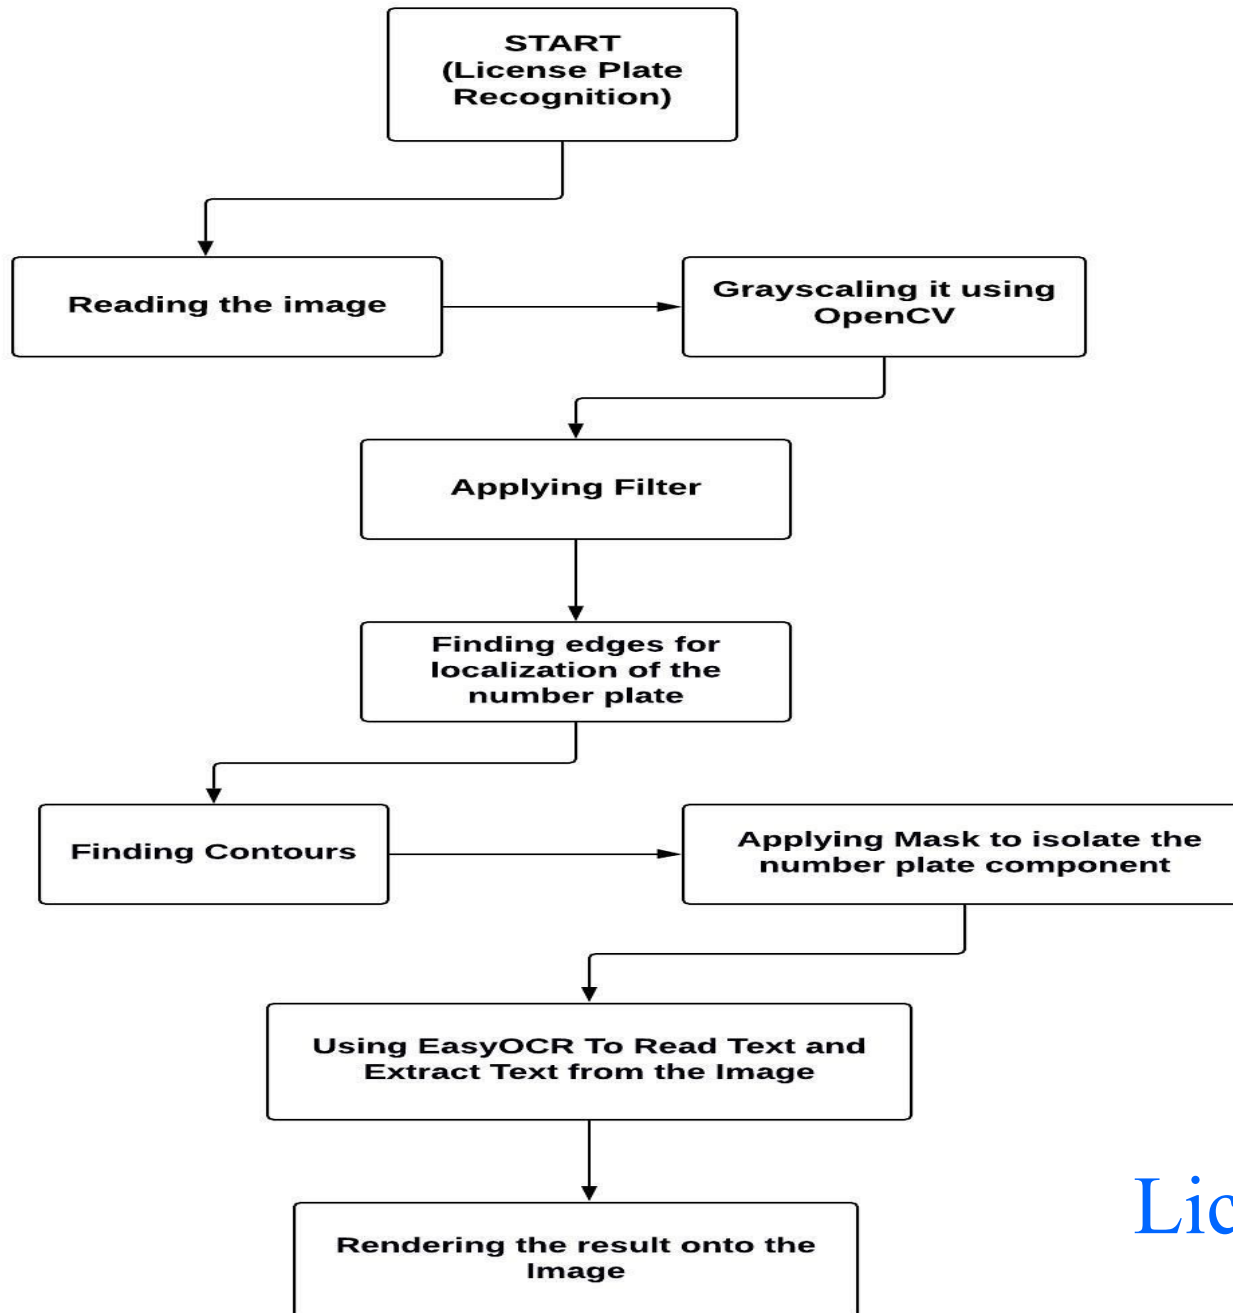 START
(License Plate
Recognition)
Reading the image
Grayscaling it using
OpenCV
Applying Filter
Finding edges for
localization of the
number plate
Finding Contours
Applying Mask to isolate the
number plate component
Using EasyOCR To Read Text and
Extract Text from the Image
Rendering the result onto the
Image
Lic